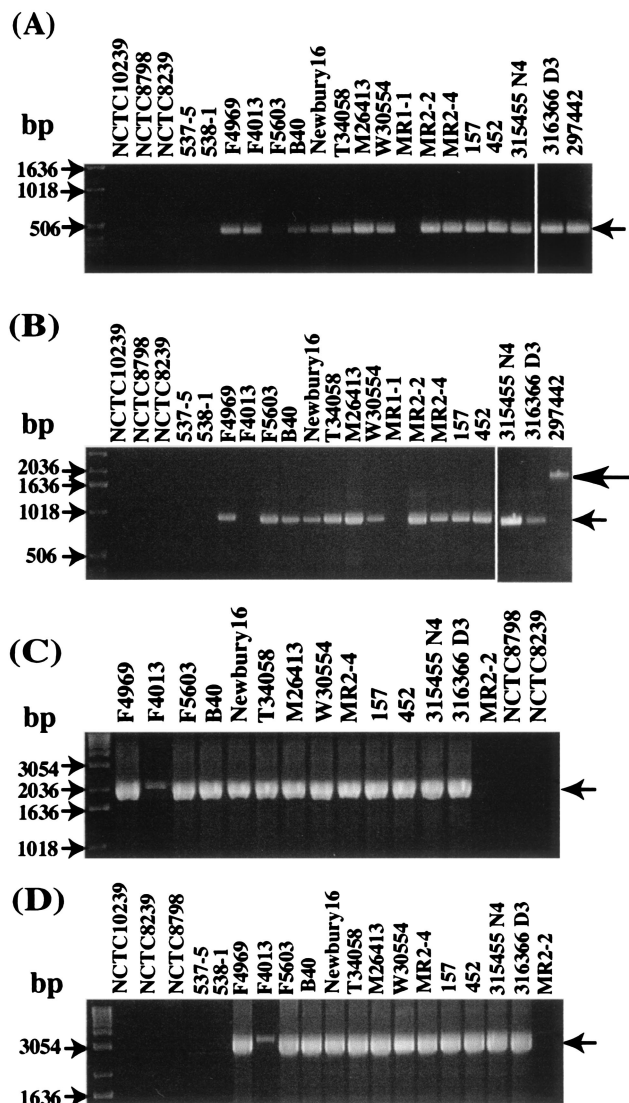 (A)
bp
NCTC10239
NCTC8798
NCTC8239
537-5
538-1
F4969
F4013
F5603
B40
Newbury16
T34058
M26413
W30554
MR1-1
MR2-2
MR2-4
157
452
315455 N4
316366 D3
297442
1636
1018
506
(B)
bp
NCTC10239
NCTC8798
NCTC8239
537-5
538-1
F4969
F4013
F5603
B40
Newbury16
T34058
M26413
W30554
MR1-1
MR2-2
MR2-4
157
452
315455 N4
316366 D3
297442
2036
1636
1018
506
(C)
bp
F4969
F4013
F5603
B40
Newbury16
T34058
M26413
W30554
MR2-4
157
452
315455 N4
316366 D3
MR2-2
NCTC8798
NCTC8239
3054
2036
1636
1018
(D)
bp
NCTC10239
NCTC8239
NCTC8798
537-5
538-1
F4969
F4013
F5603
B40
Newbury16
T34058
M26413
W30554
MR2-4
157
452
315455 N4
316366 D3
MR2-2
3054
1636